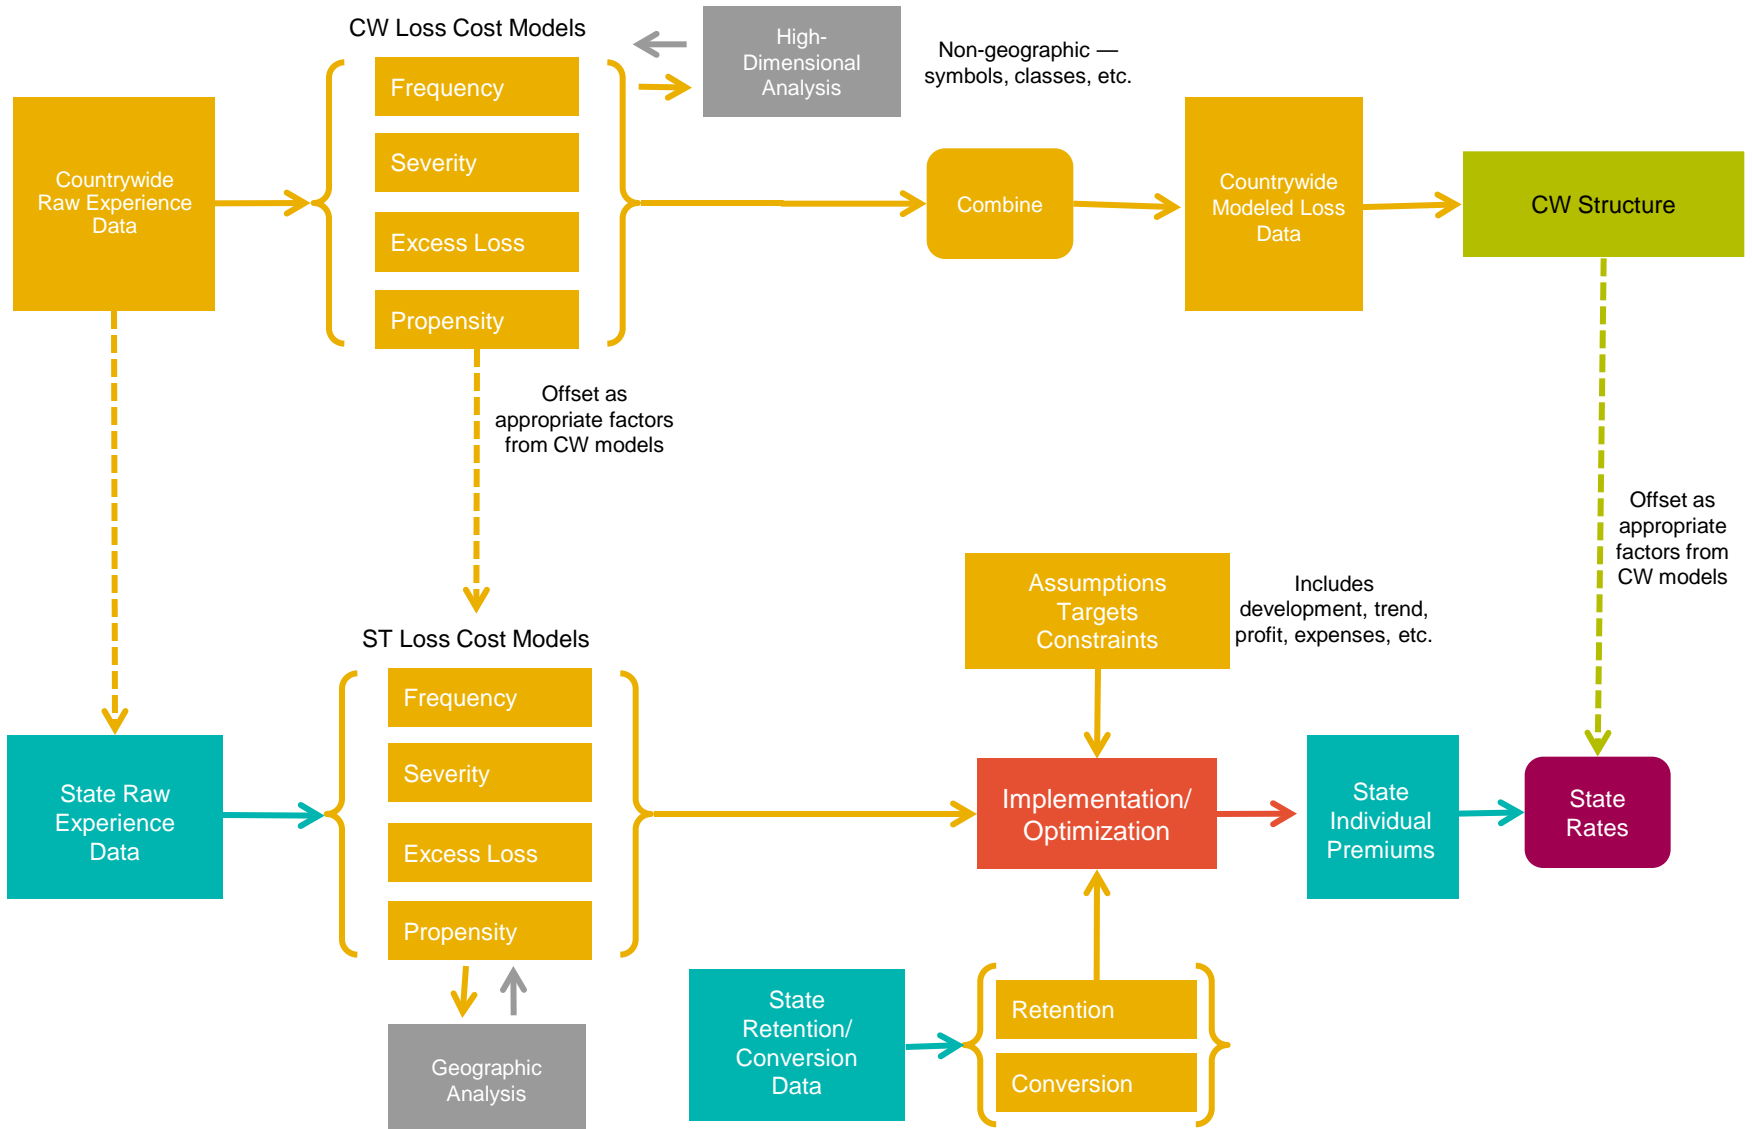 CW Loss Cost Models
High-
Dimensional
Analysis
Non-geographic —
symbols, classes, etc.
Frequency
Severity
Excess Loss
Propensity
Countrywide
Raw Experience
Data
Combine
Countrywide
Modeled Loss
Data
CW Structure
Offset as
appropriate factors
from CW models
Offset as
appropriate
factors from
CW models
Assumptions
Targets
Constraints
Includes
development, trend,
profit, expenses, etc.
ST Loss Cost Models
Frequency
Severity
Excess Loss
Propensity
State Raw
Experience
Data
Implementation/
Optimization
State
Individual
Premiums
State
Rates
Geographic
Analysis
State
Retention/
Conversion
Data
Retention
Conversion